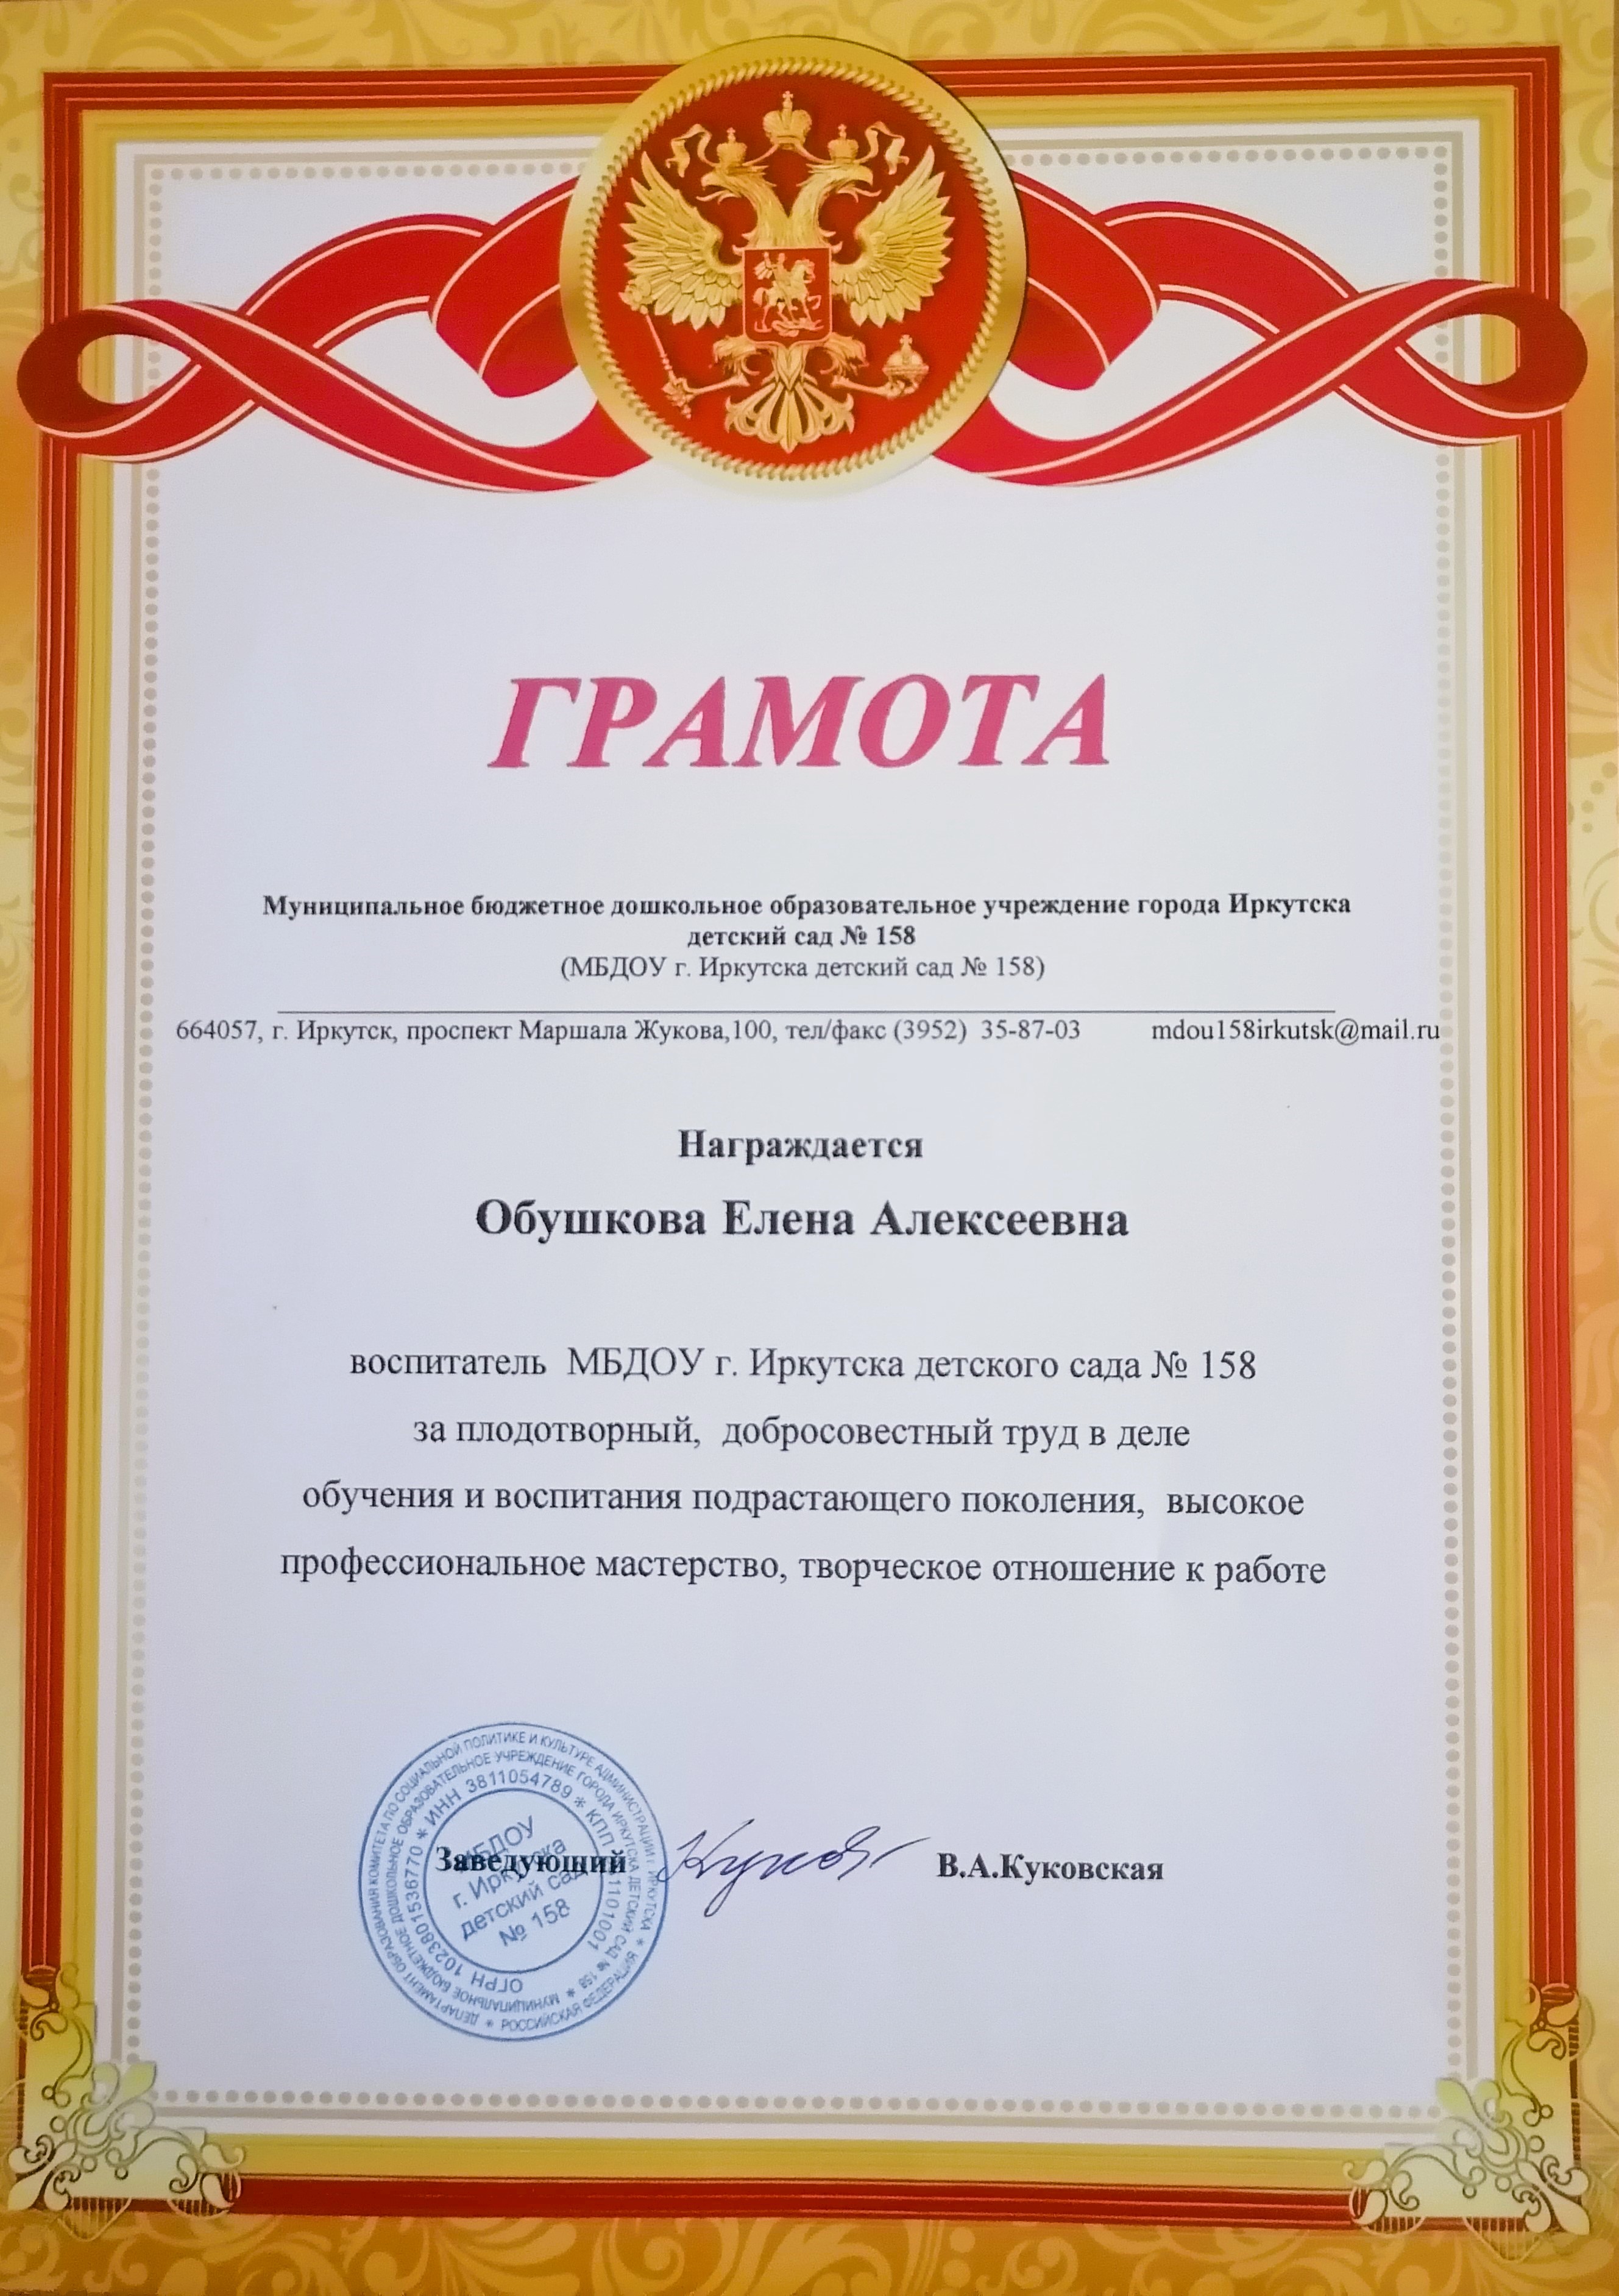 ГРАМОТА
Муниципальное бюджетное дошкольное образовательное учреждение города Иркутска
детский сад № 158
(МБДОУ г. Иркутска детский сад № 158)
664057, г. Иркутск, проспект Маршала Жукова,100, тел/факс (3952) 35-87-03 mdou158irkutsk@mail.ru
Награждается
Обушкова Елена Алексеевна
воспитатель МБДОУ г. Иркутска детского сада № 158
за плодотворный, добросовестный труд в деле
обучения и воспитания подрастающего поколения, высокое
профессиональное мастерство, творческое отношение к работе
Заведующий В.А.Куковская
ДЕПАРТАМЕНТ ОБРАЗОВАНИЯ КОМИТЕТА ПО СОЦИАЛЬНОЙ ПОЛИТИКЕ И КУЛЬТУРЕ АДМИНИСТРАЦИИ г. ИРКУТСКА * РОССИЙСКАЯ ФЕДЕРАЦИЯ *
МУНИЦИПАЛЬНОЕ БЮДЖЕТНОЕ ДОШКОЛЬНОЕ ОБРАЗОВАТЕЛЬНОЕ УЧРЕЖДЕНИЕ ГОРОДА ИРКУТСКА ДЕТСКИЙ САД № 158 *
ОГРН 1023801536770 * ИНН 3811054789 * КПП
МБДОУ
г. Иркутска
детский сад
№ 158